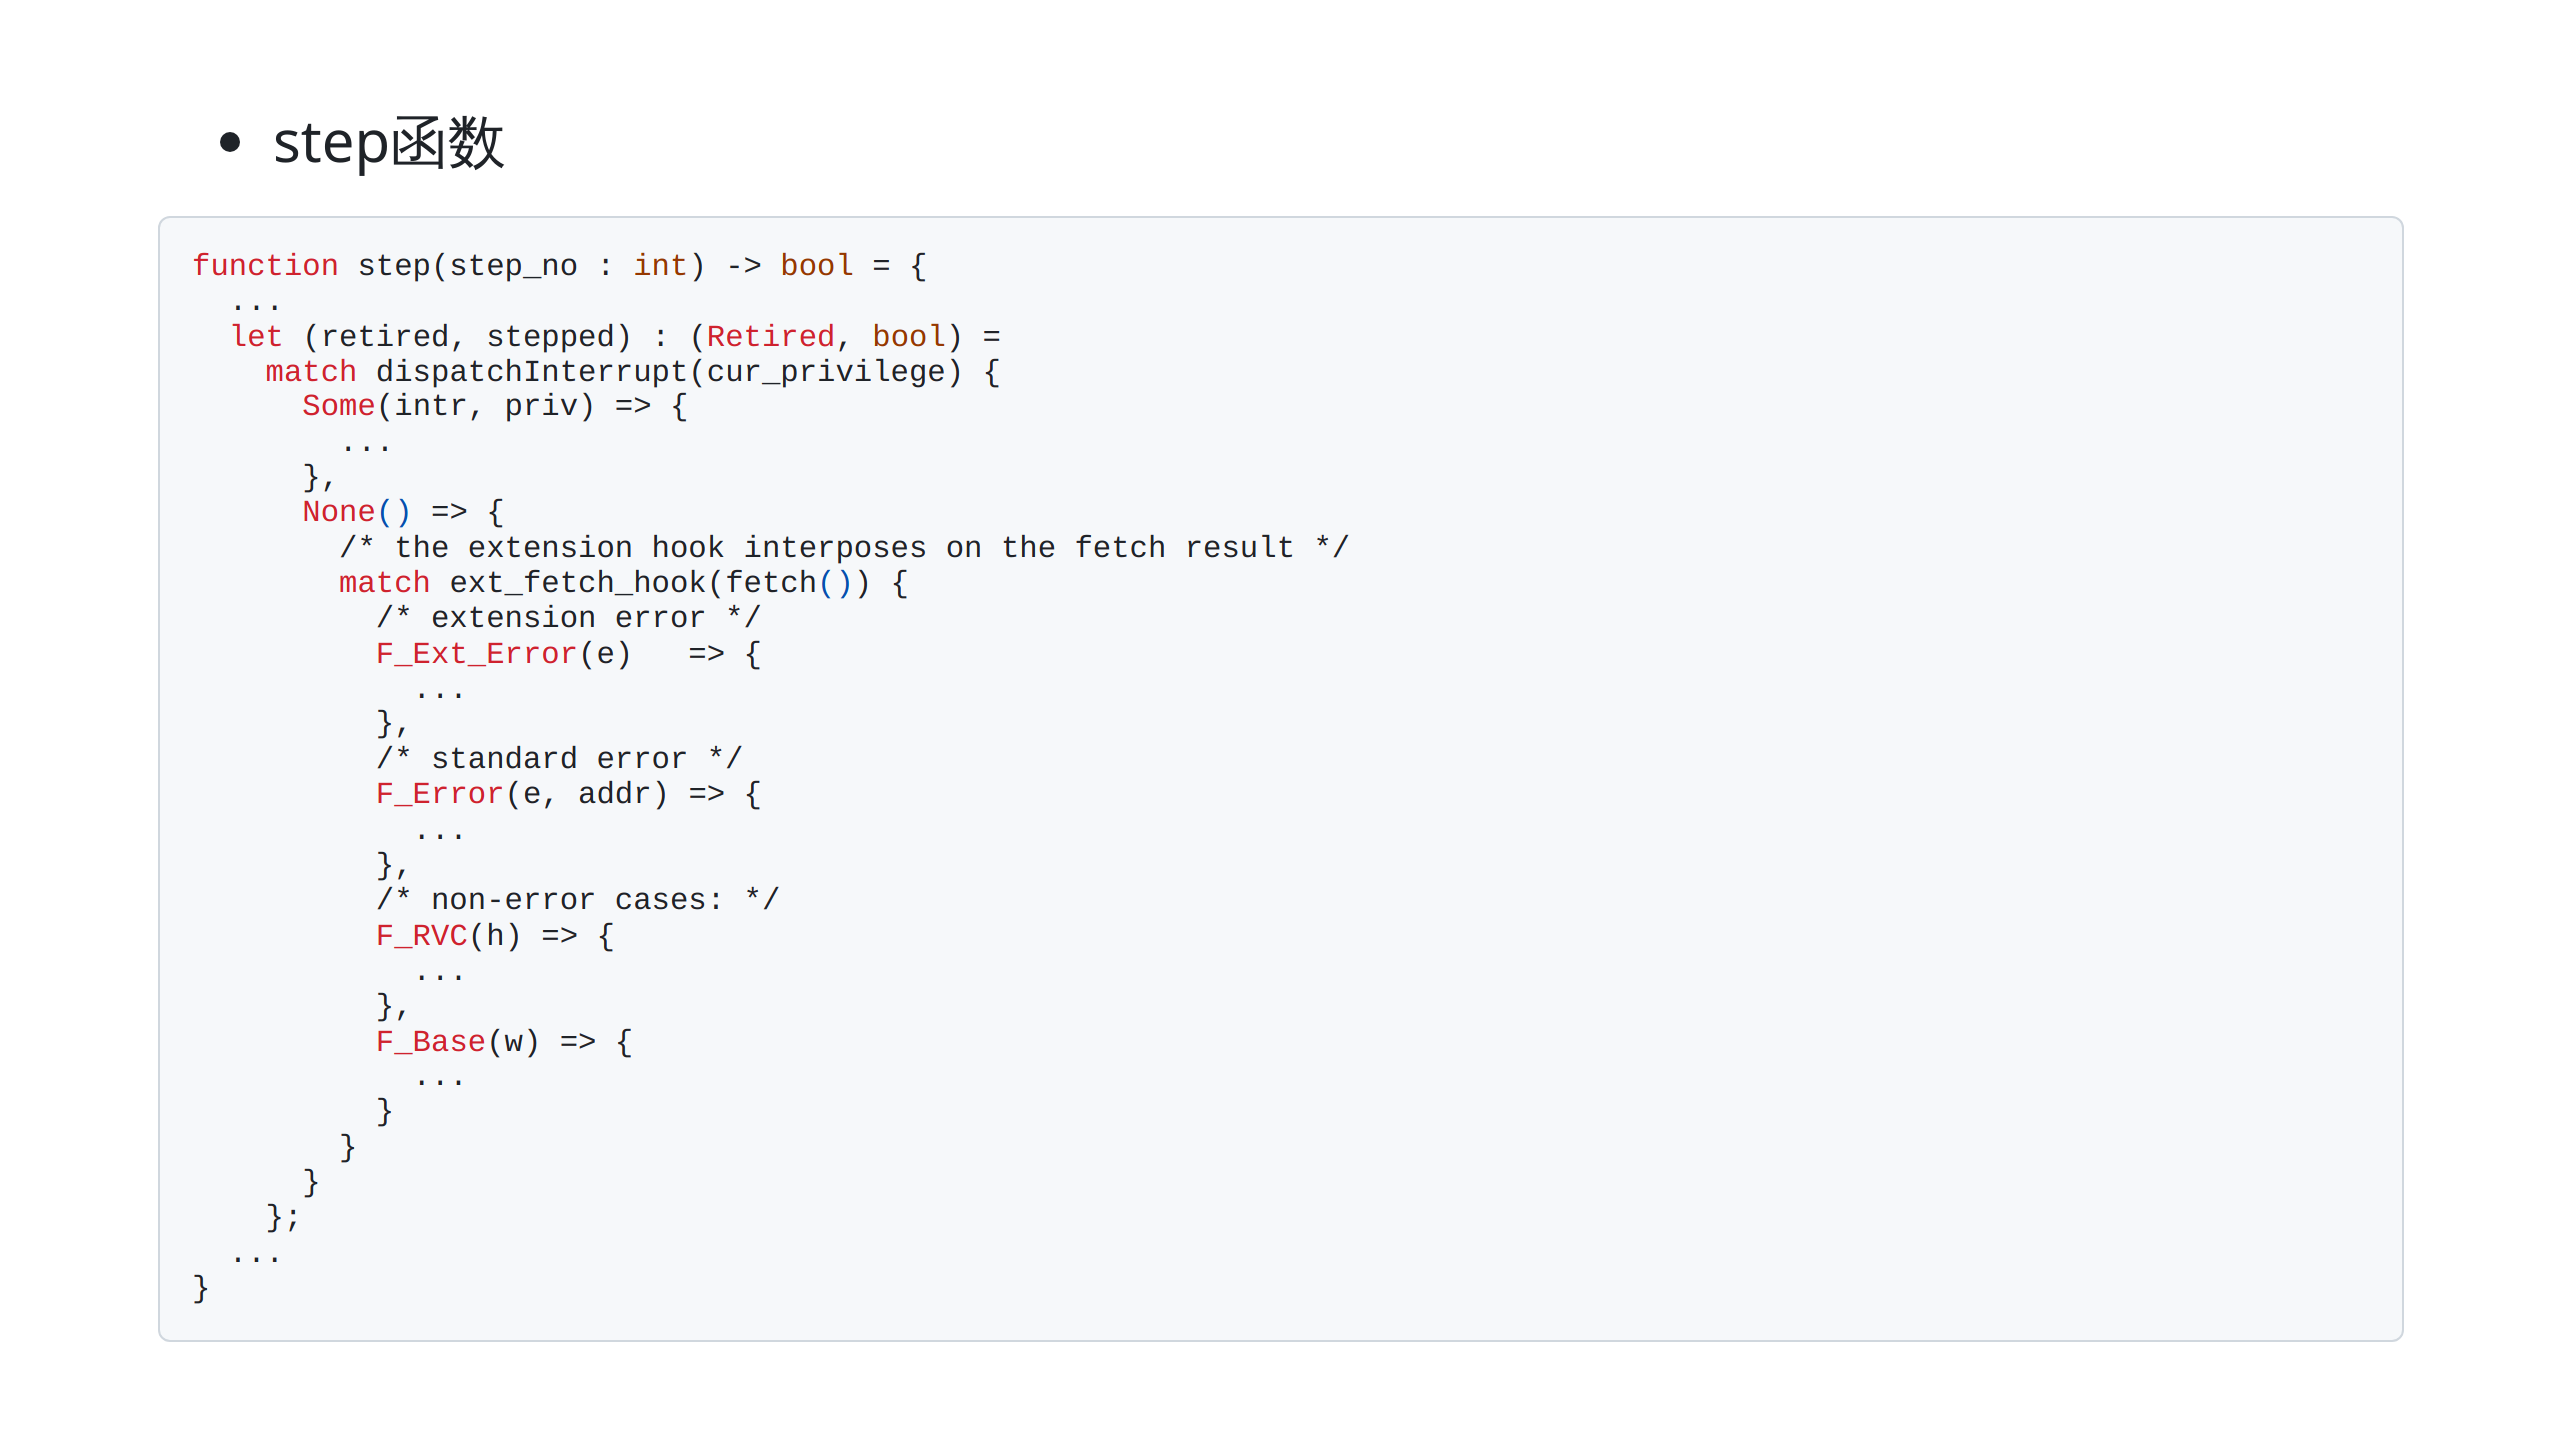 • step函数
function step(step_no : int) -> bool = {
  ...
  let (retired, stepped) : (Retired, bool) =
    match dispatchInterrupt(cur_privilege) {
      Some(intr, priv) => {
        ...
      },
      None() => {
        /* the extension hook interposes on the fetch result */
        match ext_fetch_hook(fetch()) {
          /* extension error */
          F_Ext_Error(e)   => {
            ...
          },
          /* standard error */
          F_Error(e, addr) => {
            ...
          },
          /* non-error cases: */
          F_RVC(h) => {
            ...
          },
          F_Base(w) => {
            ...
          }
        }
      }
    };
  ...
}